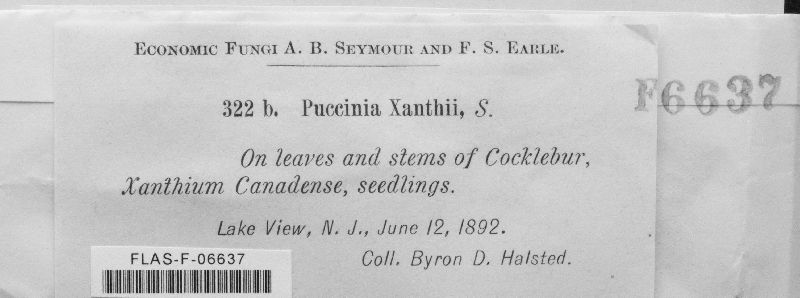 Economic Fungi A. B. Seymour and F. S. Earle.
F6637
322 b. Puccinia Xanthii, S.
On leaves and stems of Cocklebur,
Xanthium Canadense, seedlings.
Lake View, N. J., June 12, 1892.
Coll. Byron D. Halsted.
FLAS-F-06637